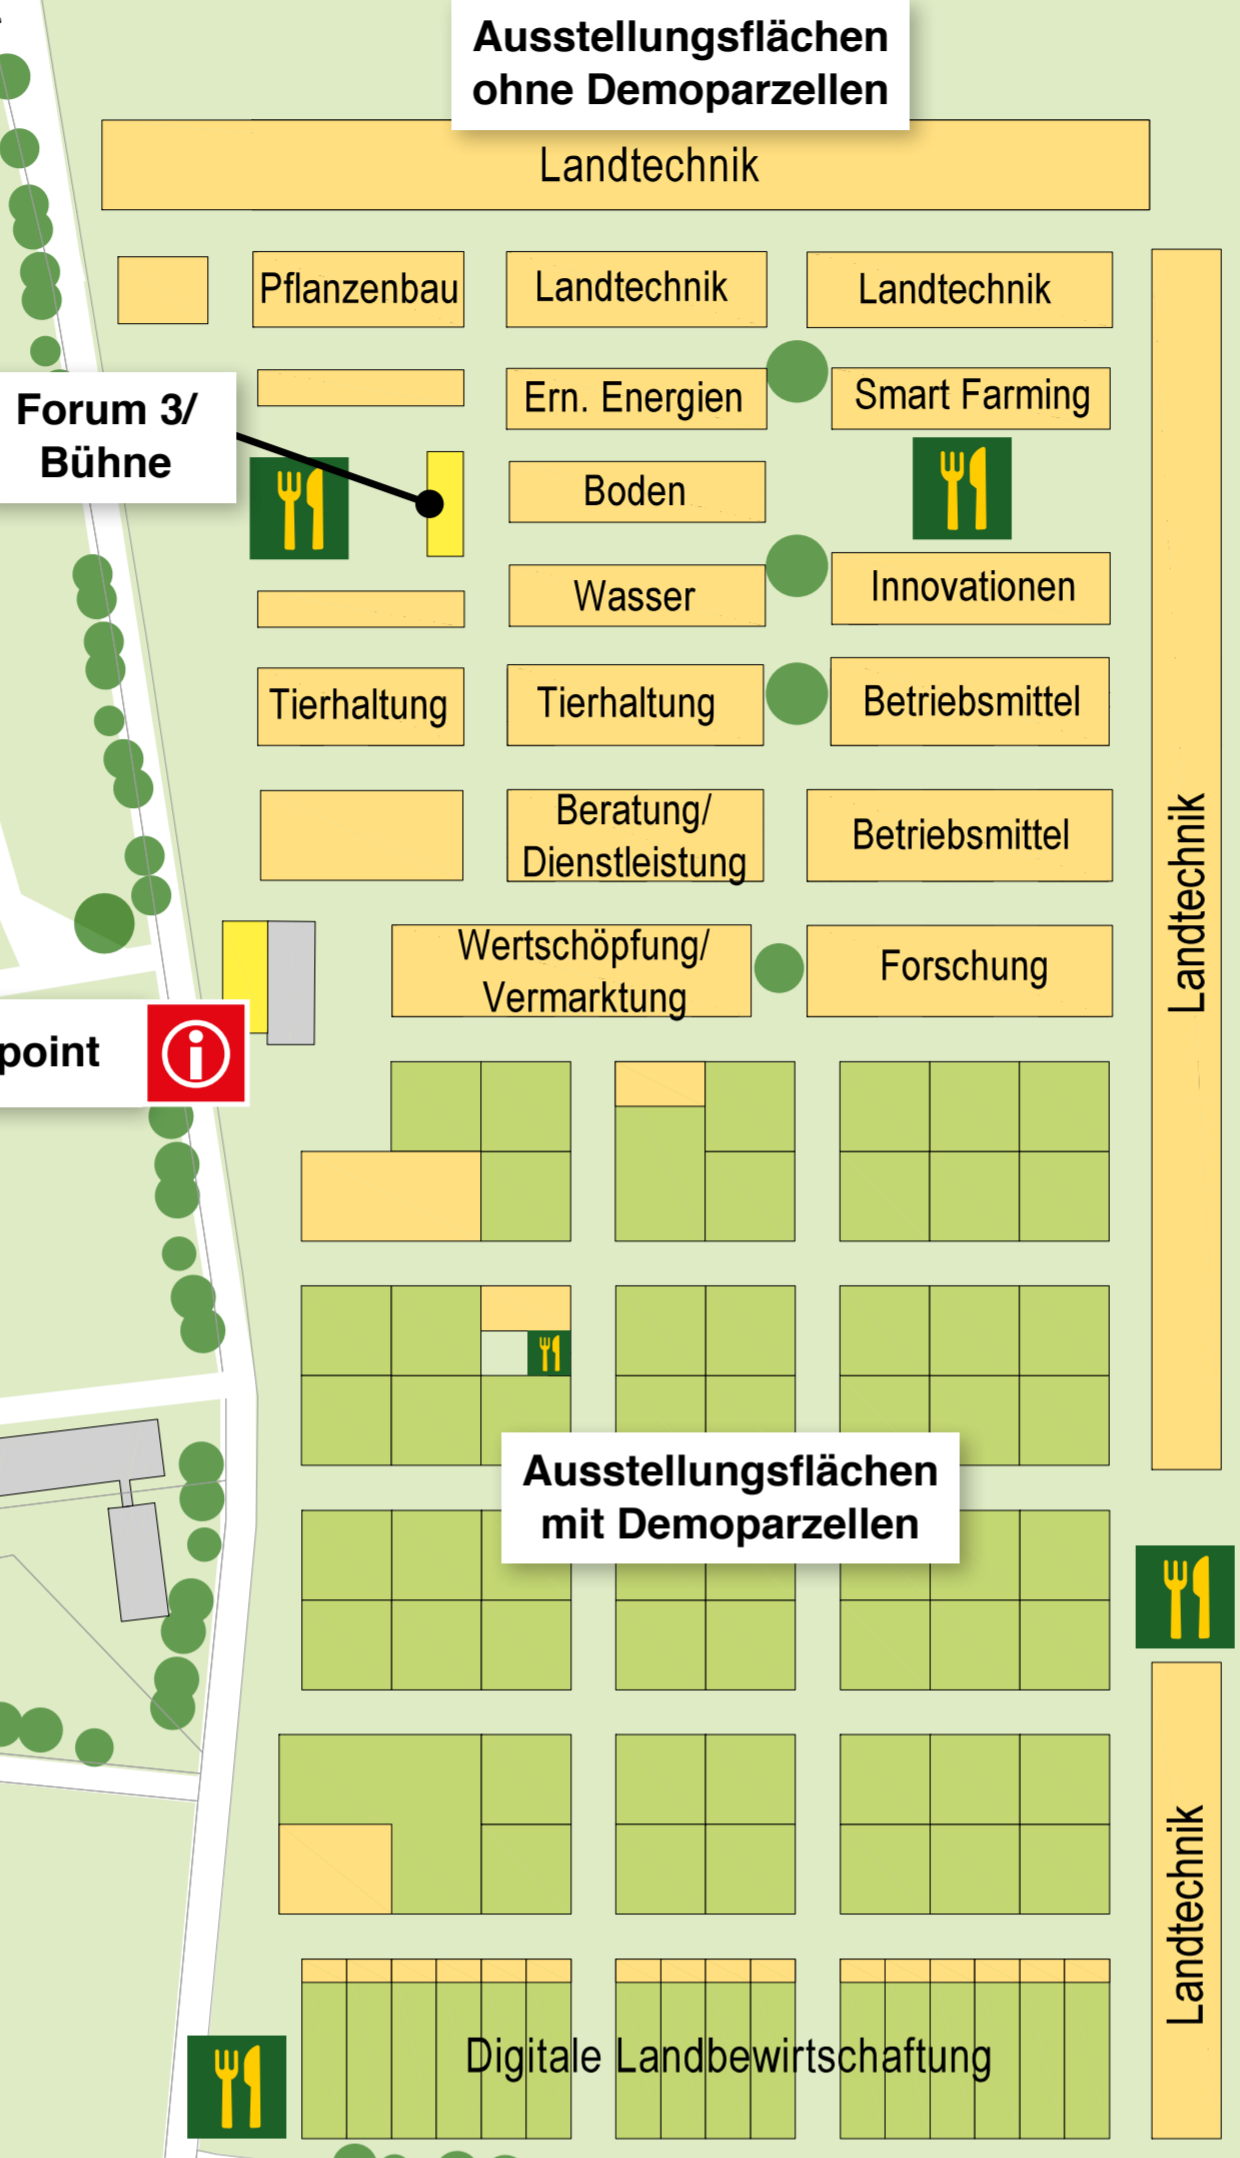 Ausstellungsflächen
ohne Demoparzellen
Landtechnik
Pflanzenbau
Landtechnik
Landtechnik
Ern. Energien
Smart Farming
Forum 3/
Bühne
Boden
Wasser
Innovationen
Tierhaltung
Tierhaltung
Betriebsmittel
Beratung/
Dienstleistung
Betriebsmittel
Landtechnik
Wertschöpfung/
Vermarktung
Forschung
point
i
Ausstellungsflächen
mit Demoparzellen
Landtechnik
Digitale Landbewirtschaftung